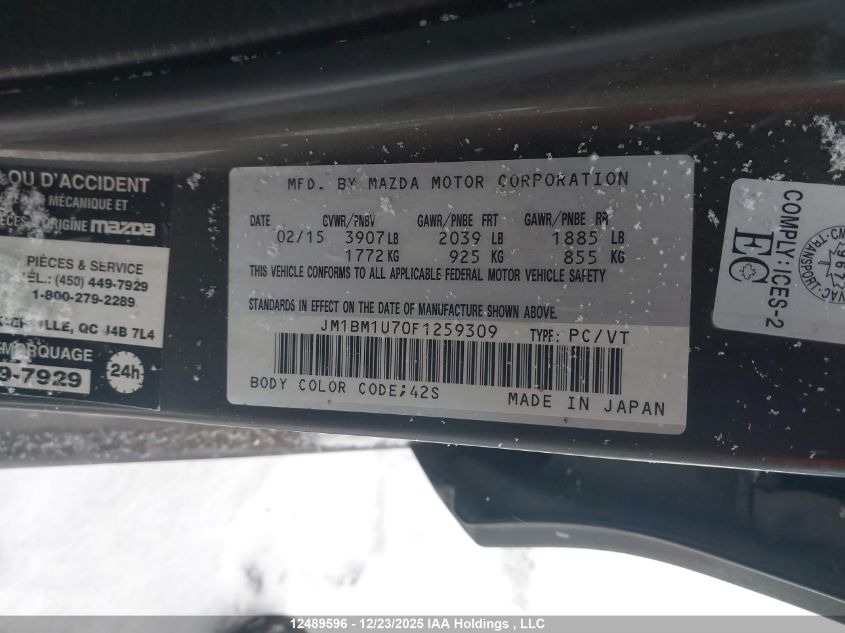 OU D'ACCIDENT
MÉCANIQUE ET
mazda
PIÈCES & SERVICE
(450) 449-7929
1-800-279-2289
QC J4B 7L4
9-7929
24h
MFD. BY MAZDA MOTOR CORPORATION
DATE CVWR/PNBV GAWR/PNBE FRT GAWR/PNBE RR
02/15 3907 LB 2039 LB 1885 LB
1772 KG 925 KG 855 KG
THIS VEHICLE CONFORMS TO ALL APPLICABLE FEDERAL MOTOR VEHICLE SAFETY
STANDARDS IN EFFECT ON THE DATE OF MANUFACTURE SHOWN ABOVE.
JM1BM1U70F1259309 TYPE: PC/VT
BODY COLOR CODE;42S
MADE IN JAPAN
COMPLY: ICES-2
EC
12489596 - 12/23/2025 IAA Holdings , LLC